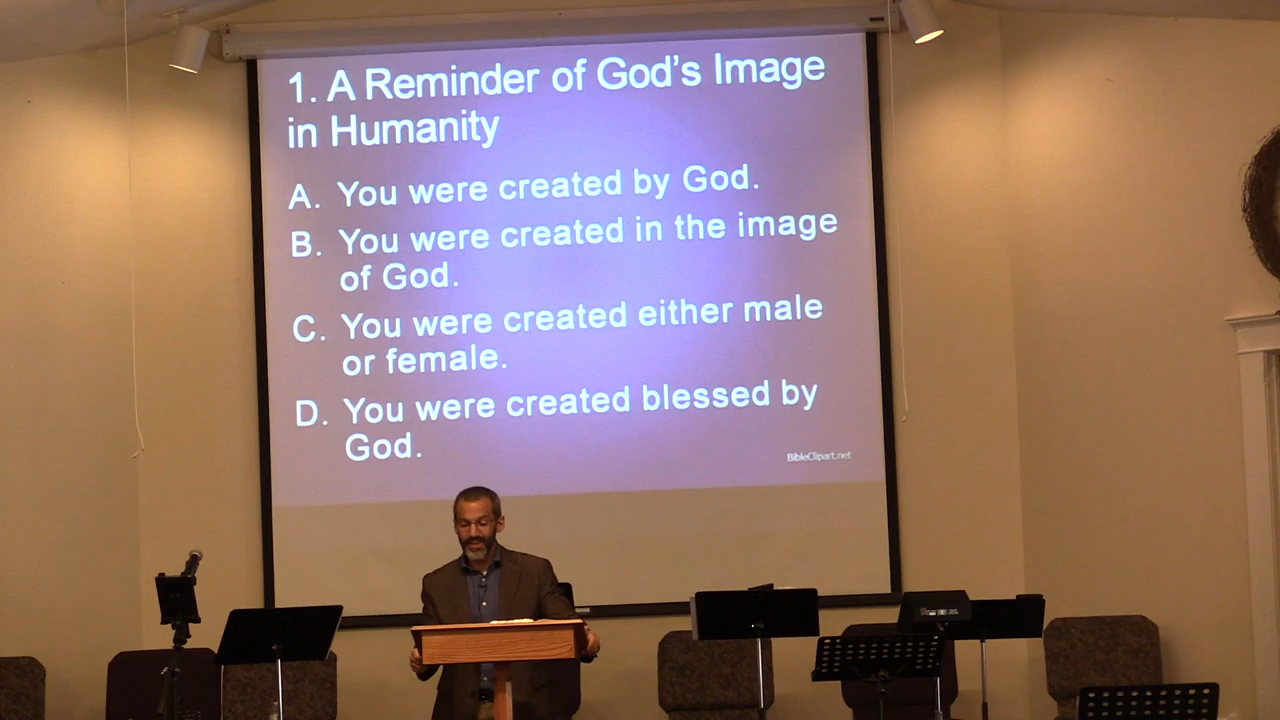 1. A Reminder of God's Image
in Humanity
A. You were created by God.
B. You were created in the image
of God.
C. You were created either male
or female.
D. You were created blessed by
God.
BibleClipart.net